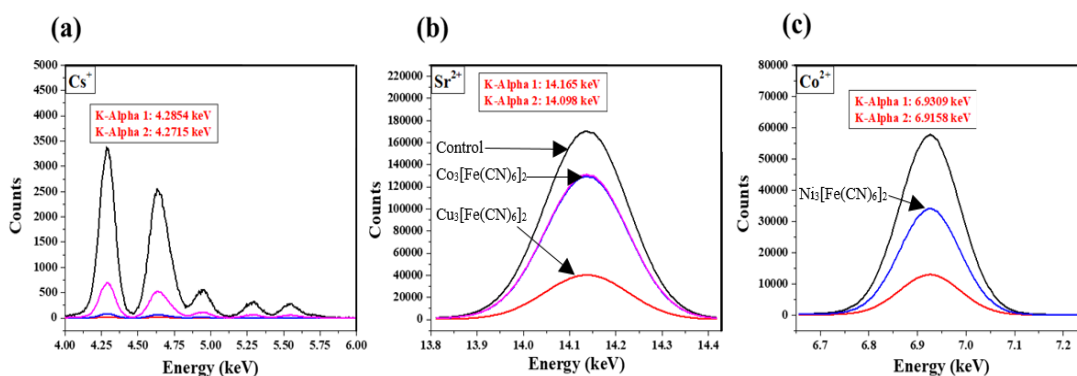 (a)
Cs+
K-Alpha 1: 4.2854 keV
K-Alpha 2: 4.2715 keV
Counts
5000
4500
4000
3500
3000
2500
2000
1500
1000
500
0
4.00 4.25 4.50 4.75 5.00 5.25 5.50 5.75 6.00
Energy (keV)
(b)
Sr2+
K-Alpha 1: 14.165 keV
K-Alpha 2: 14.098 keV
Control
Co3[Fe(CN)6]2
Cu3[Fe(CN)6]2
Counts
220000
200000
180000
160000
140000
120000
100000
80000
60000
40000
20000
0
13.8 13.9 14.0 14.1 14.2 14.3 14.4
Energy (keV)
(c)
Co2+
K-Alpha 1: 6.9309 keV
K-Alpha 2: 6.9158 keV
Ni3[Fe(CN)6]2
Counts
80000
70000
60000
50000
40000
30000
20000
10000
0
6.7 6.8 6.9 7.0 7.1 7.2
Energy (keV)